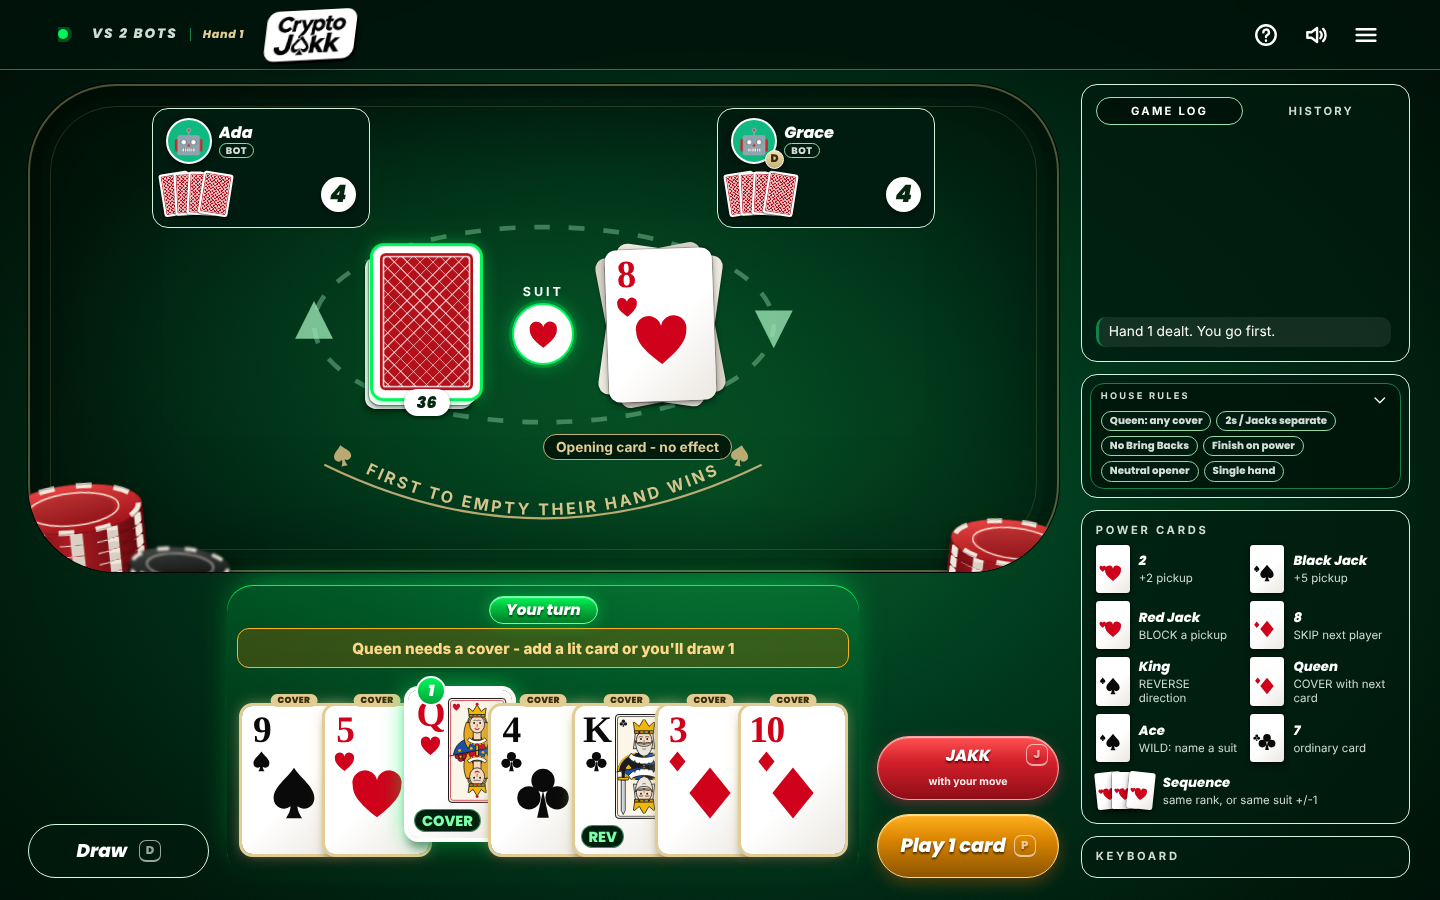 VS 2 BOTS
Hand 1
Crypto
Jakk
Ada
BOT
4
Grace
D
BOT
4
SUIT
8
36
Opening card - no effect
FIRST TO EMPTY THEIR HAND WINS
Your turn
Queen needs a cover - add a lit card or you'll draw 1
COVER
COVER
1
COVER
COVER
COVER
COVER
9
5
Q
4
K
3
10
COVER
REV
Draw D
JAKK J
with your move
Play 1 card P
GAME LOG
HISTORY
Hand 1 dealt. You go first.
HOUSE RULES
Queen: any cover
2s / Jacks separate
No Bring Backs
Finish on power
Neutral opener
Single hand
POWER CARDS
2
+2 pickup
Black Jack
+5 pickup
Red Jack
BLOCK a pickup
8
SKIP next player
King
REVERSE
direction
Queen
COVER with next
card
Ace
WILD: name a suit
7
ordinary card
Sequence
same rank, or same suit +/-1
KEYBOARD